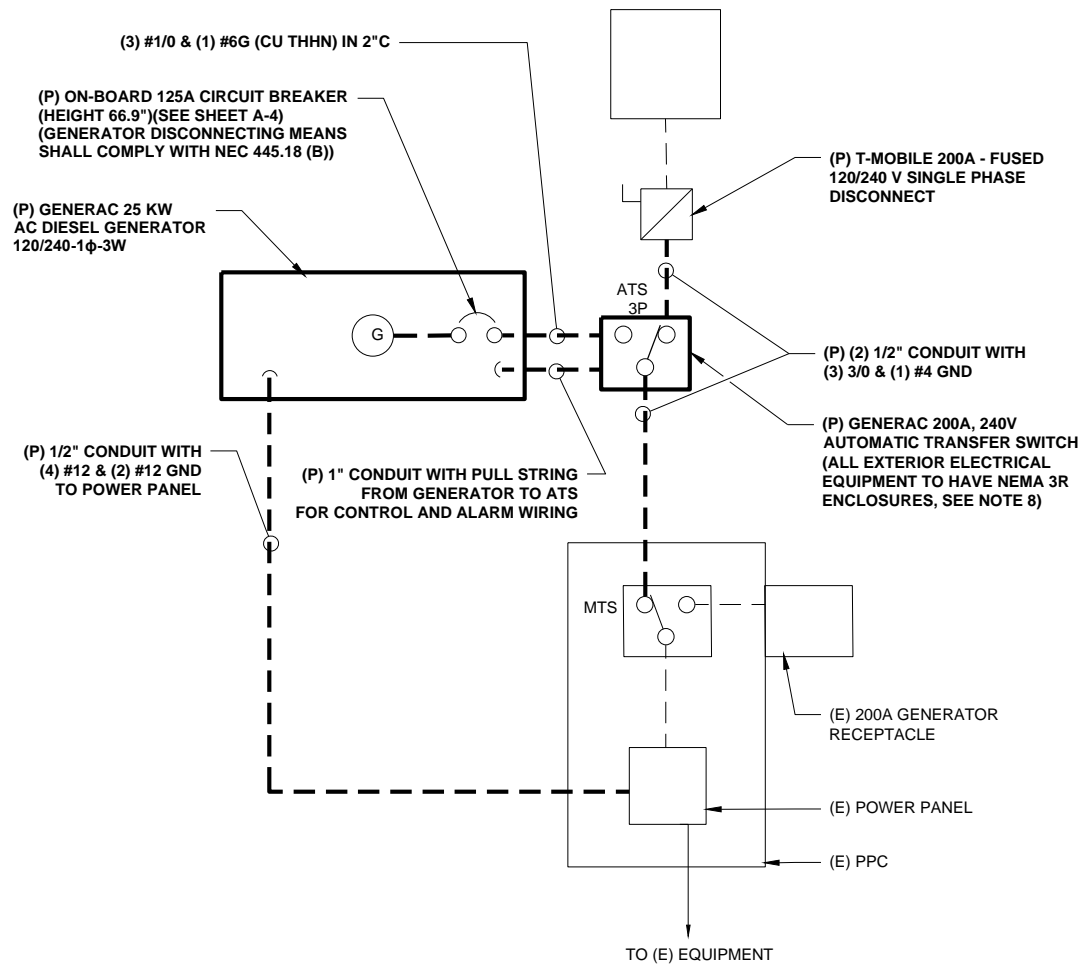 (3) #1/0 & (1) #6G (CU THHN) IN 2"C
(P) ON-BOARD 125A CIRCUIT BREAKER
(HEIGHT 66.9")(SEE SHEET A-4)
(GENERATOR DISCONNECTING MEANS
SHALL COMPLY WITH NEC 445.18 (B))
(P) T-MOBILE 200A - FUSED
120/240 V SINGLE PHASE
DISCONNECT
(P) GENERAC 25 KW
AC DIESEL GENERATOR
120/240-1ϕ-3W
ATS
3P
G
(P) (2) 1/2" CONDUIT WITH
(3) 3/0 & (1) #4 GND
(P) GENERAC 200A, 240V
AUTOMATIC TRANSFER SWITCH
(ALL EXTERIOR ELECTRICAL
EQUIPMENT TO HAVE NEMA 3R
ENCLOSURES, SEE NOTE 8)
(P) 1/2" CONDUIT WITH
(4) #12 & (2) #12 GND
TO POWER PANEL
(P) 1" CONDUIT WITH PULL STRING
FROM GENERATOR TO ATS
FOR CONTROL AND ALARM WIRING
MTS
(E) 200A GENERATOR
RECEPTACLE
(E) POWER PANEL
(E) PPC
TO (E) EQUIPMENT